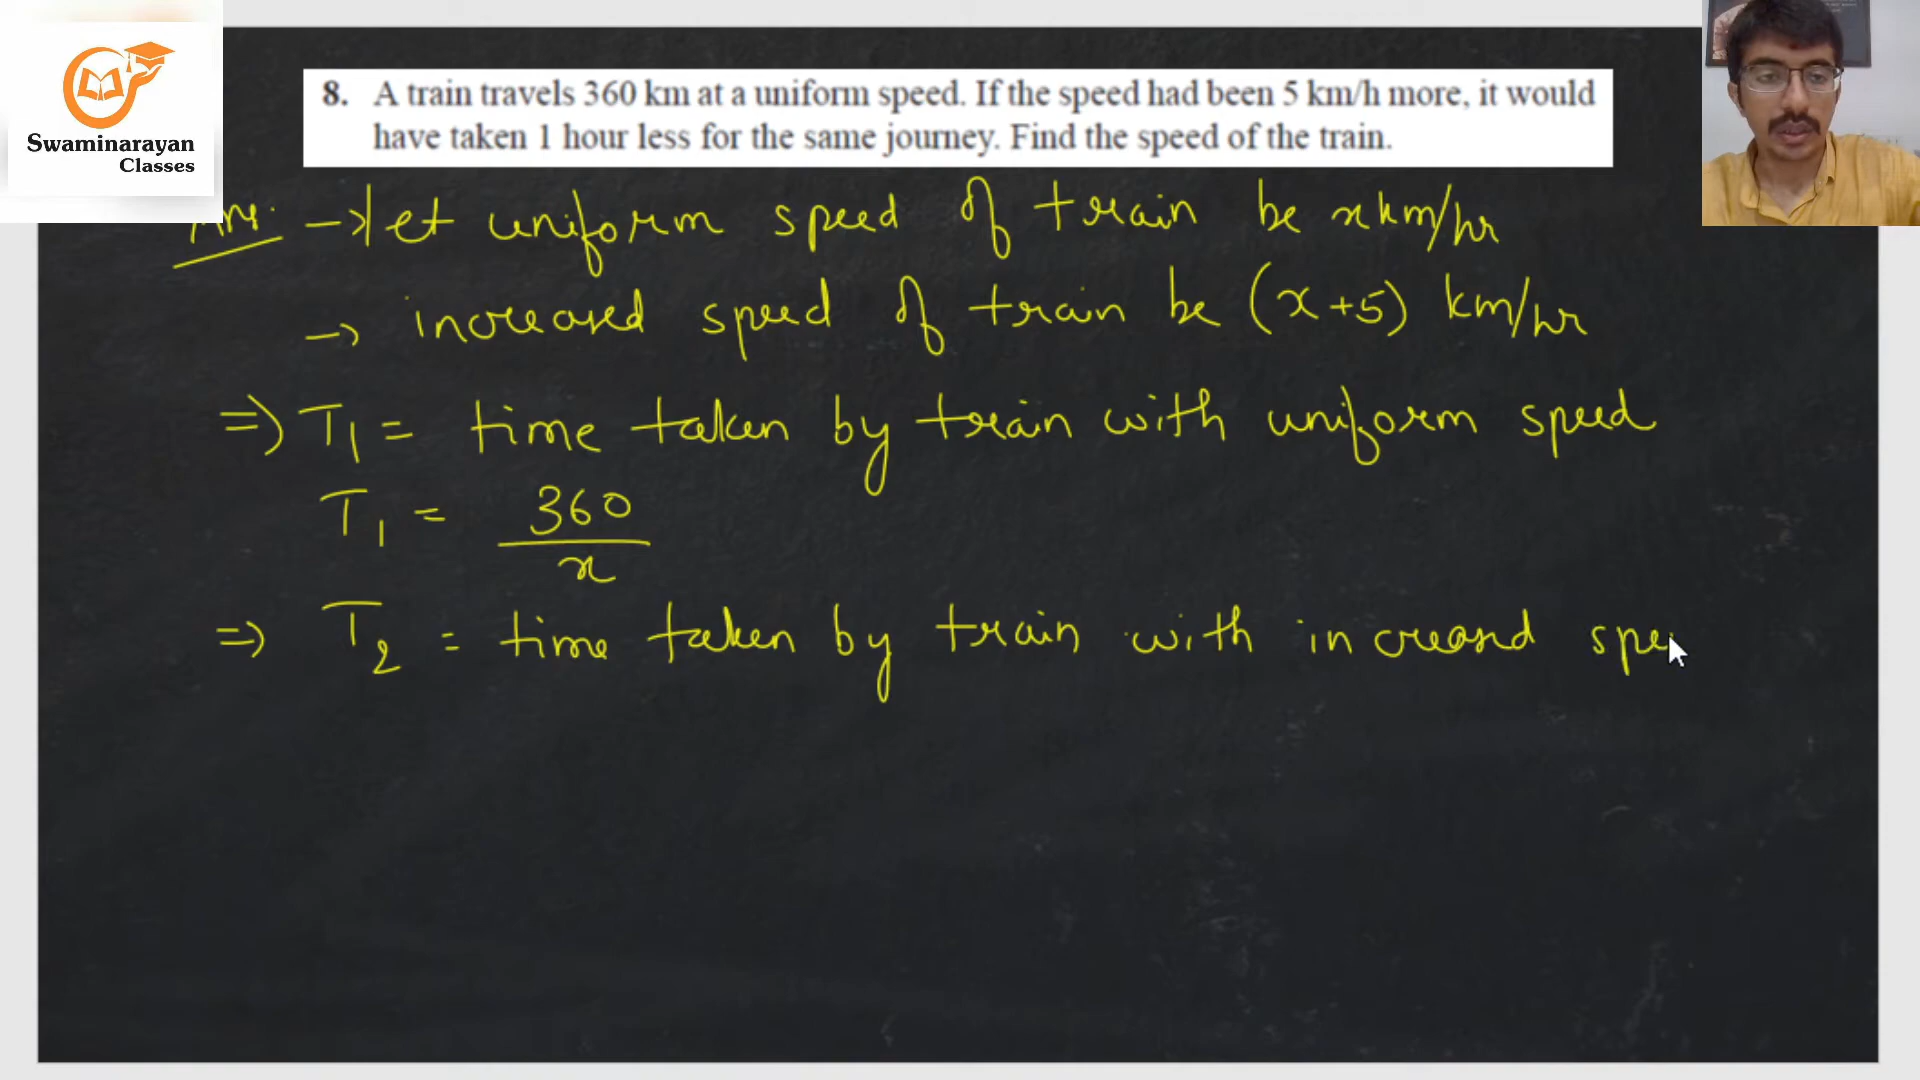 Swaminarayan
Classes
8. A train travels 360 km at a uniform speed. If the speed had been 5 km/h more, it would
have taken 1 hour less for the same journey. Find the speed of the train.
Ans. → Let uniform speed of train be x km/hr
→ increased speed of train be (x+5) km/hr
⇒ T1 = time taken by train with uniform speed
T1 = 360
x
⇒ T2 = time taken by train with increased spe